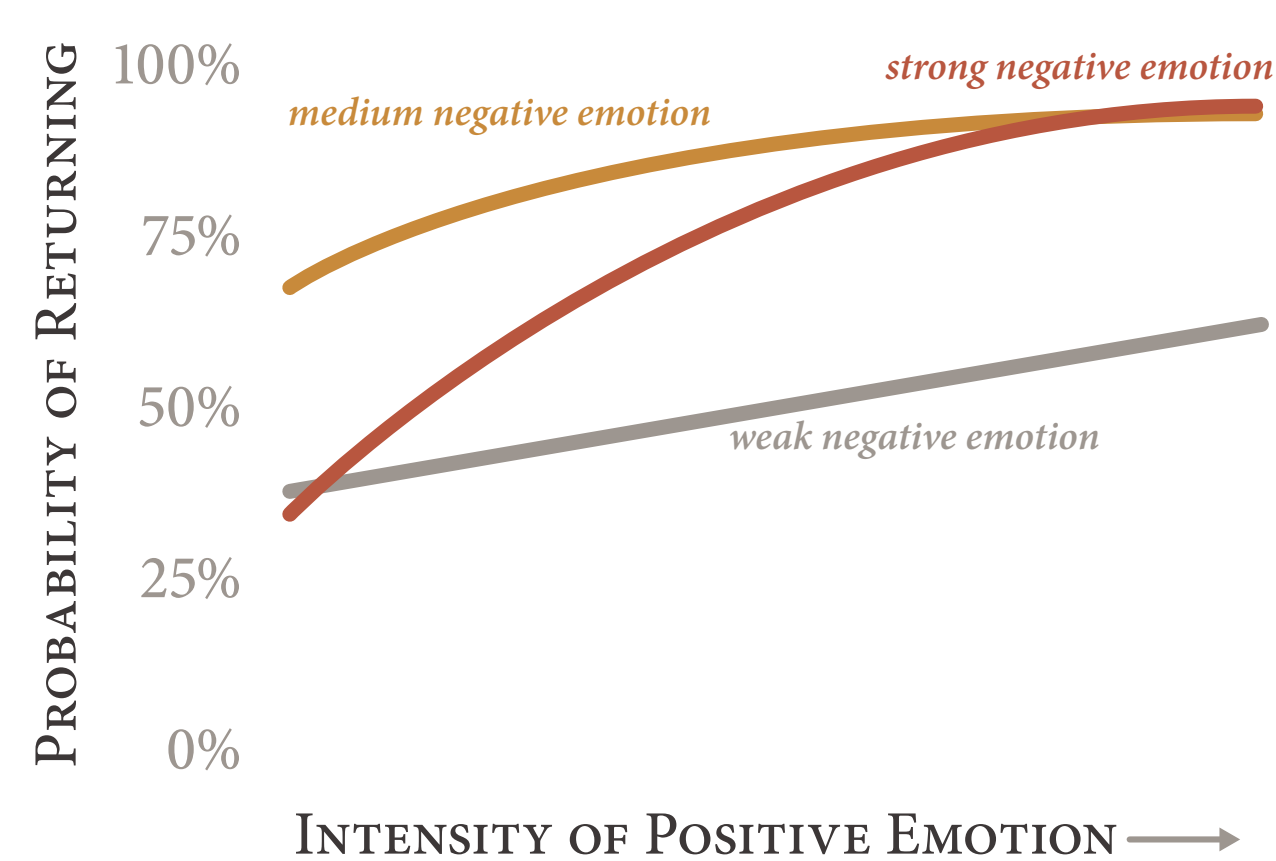 PROBABILITY OF RETURNING
100%
75%
50%
25%
0%
medium negative emotion
strong negative emotion
weak negative emotion
INTENSITY OF POSITIVE EMOTION